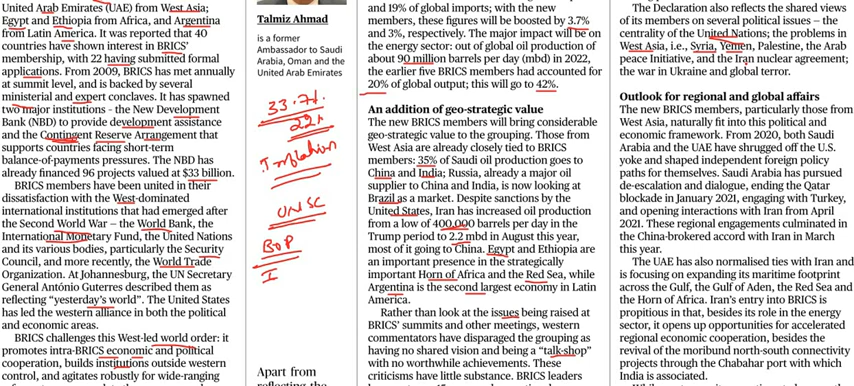 United Arab Emirates (UAE) from West Asia;
Egypt and Ethiopia from Africa, and Argentina
from Latin America. It was reported that 40
countries have shown interest in BRICS'
membership, with 22 having submitted formal
applications. From 2009, BRICS has met annually
at summit level, and is backed by several
ministerial and expert conclaves. It has spawned
two major institutions - the New Development
Bank (NBD) to provide development assistance
and the Contingent Reserve Arrangement that
supports countries facing short-term
balance-of-payments pressures. The NBD has
already financed 96 projects valued at $33 billion.
BRICS members have been united in their
dissatisfaction with the West-dominated
international institutions that had emerged after
the Second World War – the World Bank, the
International Monetary Fund, the United Nations
and its various bodies, particularly the Security
Council, and more recently, the World Trade
Organization. At Johannesburg, the UN Secretary
General António Guterres described them as
reflecting “yesterday's world”. The United States
has led the western alliance in both the political
and economic areas.
BRICS challenges this West-led world order: it
promotes intra-BRICS economic and political
cooperation, builds institutions outside western
control, and agitates robustly for wide-ranging
Talmiz Ahmad
is a former
Ambassador to Saudi
Arabia, Oman and the
United Arab Emirates
33.7%
22%
Inflation
UNSC
BoP
I
Apart from
reflecting the
and 19% of global imports; with the new
members, these figures will be boosted by 3.7%
and 3%, respectively. The major impact will be on
the energy sector: out of global oil production of
about 90 million barrels per day (mbd) in 2022,
the earlier five BRICS members had accounted for
20% of global output; this will go to 42%.
An addition of geo-strategic value
The new BRICS members will bring considerable
geo-strategic value to the grouping. Those from
West Asia are already closely tied to BRICS
members: 35% of Saudi oil production goes to
China and India; Russia, already a major oil
supplier to China and India, is now looking at
Brazil as a market. Despite sanctions by the
United States, Iran has increased oil production
from a low of 400,000 barrels per day in the
Trump period to 2.2 mbd in August this year,
most of it going to China. Egypt and Ethiopia are
an important presence in the strategically
important Horn of Africa and the Red Sea, while
Argentina is the second largest economy in Latin
America.
Rather than look at the issues being raised at
BRICS' summits and other meetings, western
commentators have disparaged the grouping as
having no shared vision and being a “talk-shop”
with no worthwhile achievements. These
criticisms have little substance. BRICS leaders
The Declaration also reflects the shared views
of its members on several political issues – the
centrality of the United Nations; the problems in
West Asia, i.e., Syria, Yemen, Palestine, the Arab
peace Initiative, and the Iran nuclear agreement;
the war in Ukraine and global terror.
Outlook for regional and global affairs
The new BRICS members, particularly those from
West Asia, naturally fit into this political and
economic framework. From 2020, both Saudi
Arabia and the UAE have shrugged off the U.S.
yoke and shaped independent foreign policy
paths for themselves. Saudi Arabia has pursued
de-escalation and dialogue, ending the Qatar
blockade in January 2021, engaging with Turkey,
and opening interactions with Iran from April
2021. These regional engagements culminated in
the China-brokered accord with Iran in March
this year.
The UAE has also normalised ties with Iran and
is focusing on expanding its maritime footprint
across the Gulf, the Gulf of Aden, the Red Sea and
the Horn of Africa. Iran's entry into BRICS is
propitious in that, besides its role in the energy
sector, it opens up opportunities for accelerated
regional economic cooperation, besides the
revival of the moribund north-south connectivity
projects through the Chabahar port with which
India is associated.